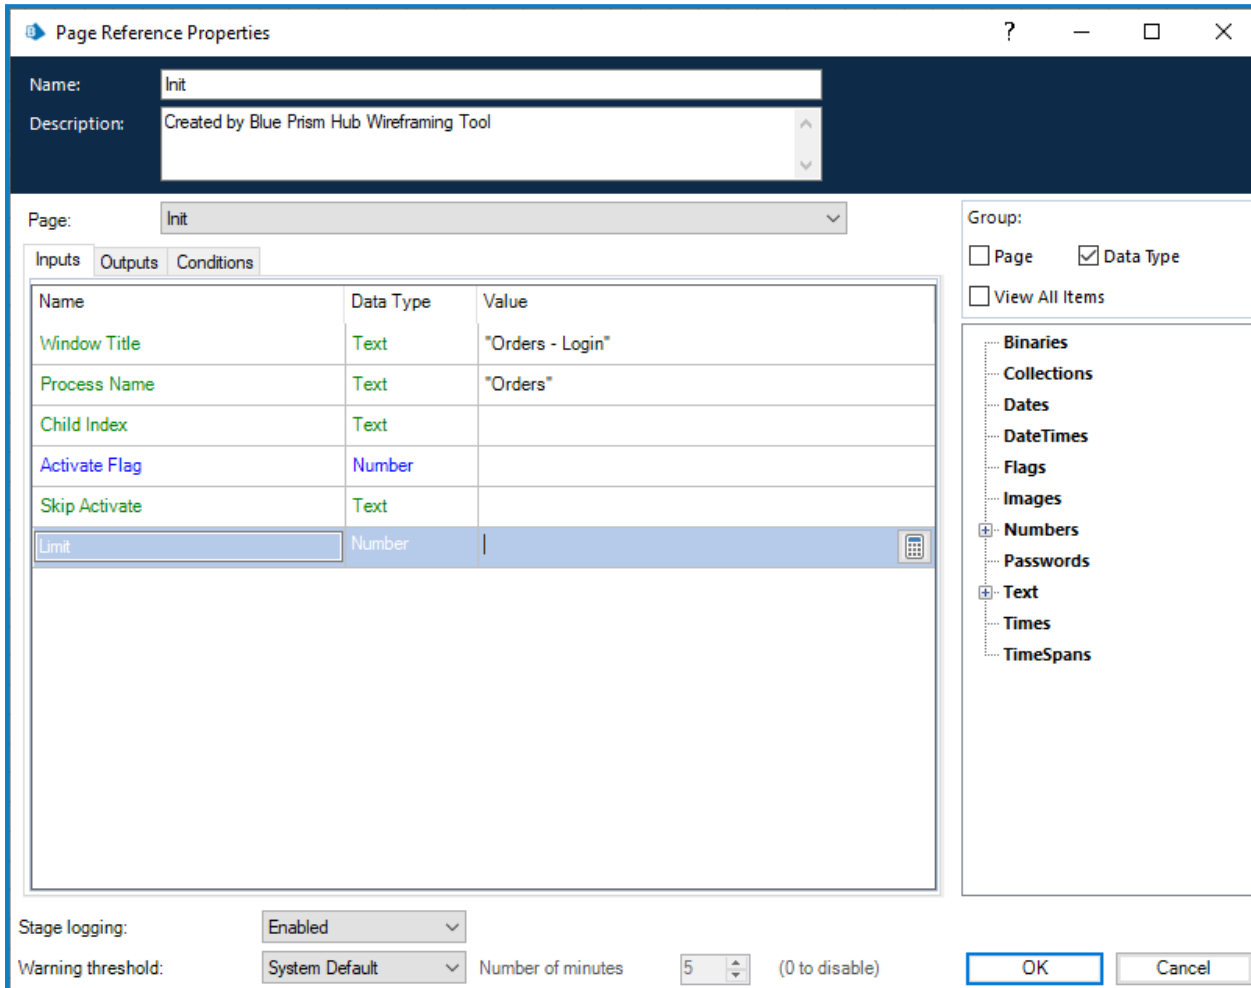 Page Reference Properties
Name: Init
Description: Created by Blue Prism Hub Wireframing Tool
Page: Init
Inputs Outputs Conditions
Name Data Type Value
Window Title Text "Orders - Login"
Process Name Text "Orders"
Child Index Text
Activate Flag Number
Skip Activate Text
Limit Number
Group:
Page Data Type
View All Items
Binaries
Collections
Dates
DateTimes
Flags
Images
Numbers
Passwords
Text
Times
TimeSpans
Stage logging: Enabled
Warning threshold: System Default Number of minutes 5 (0 to disable)
OK Cancel